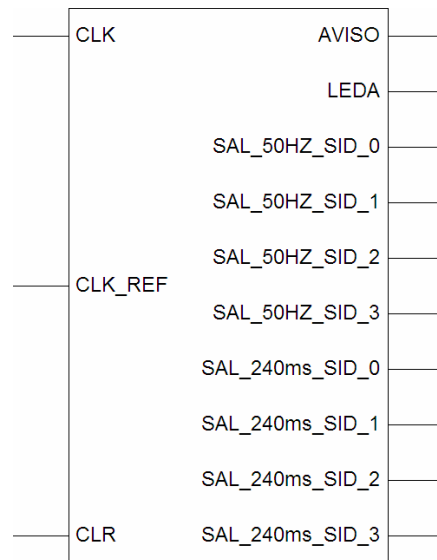 CLK AVISO
LEDA
SAL_50HZ_SID_0
SAL_50HZ_SID_1
SAL_50HZ_SID_2
CLK_REF
SAL_50HZ_SID_3
SAL_240ms_SID_0
SAL_240ms_SID_1
SAL_240ms_SID_2
CLR SAL_240ms_SID_3